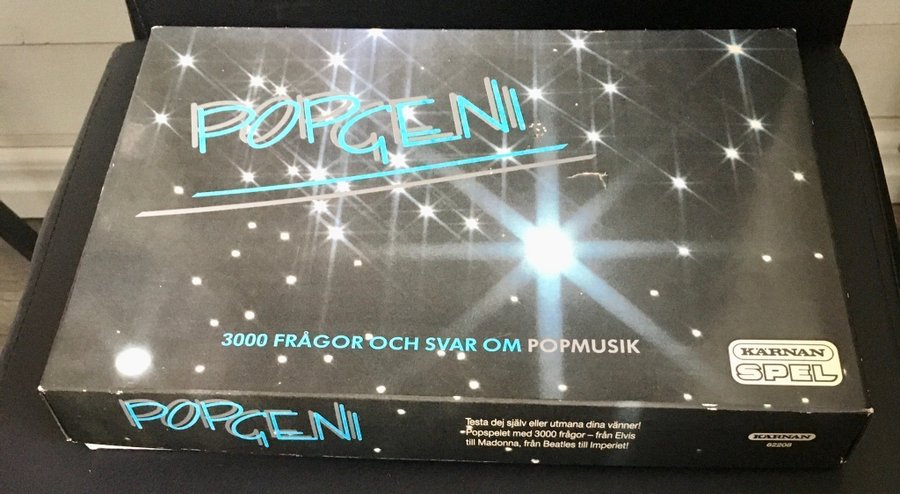 POPGENI
3000 FRÅGOR OCH SVAR OM POPMUSIK
KÄRNAN
SPEL
POPGENI
Testa dej själv eller utmana dina vänner!
Popspelet med 3000 frågor – från Elvis
till Madonna, från Beatles till Imperiet!
KÄRNAN
62208